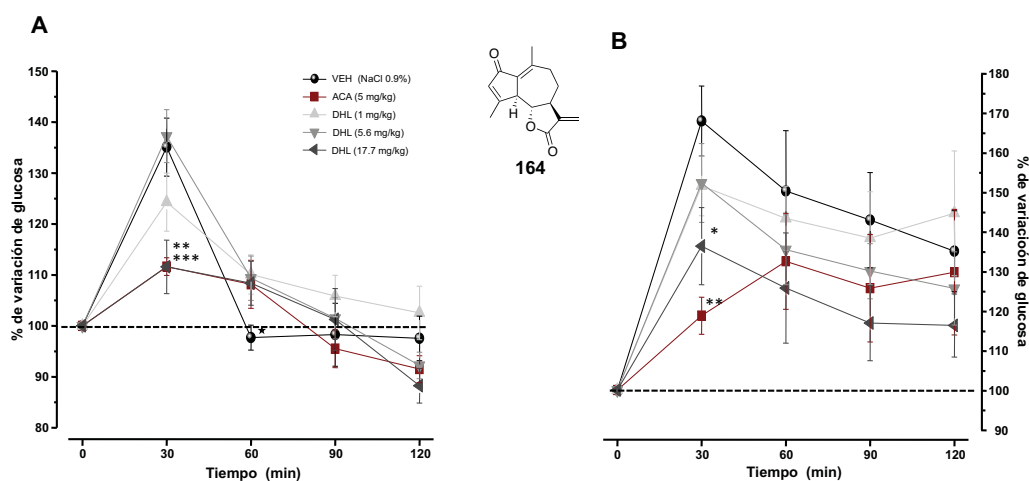 A
% de variación de glucosa
150
140
130
120
110
100
90
80
VEH (NaCl 0.9%)
ACA (5 mg/kg)
DHL (1 mg/kg)
DHL (5.6 mg/kg)
DHL (17.7 mg/kg)
**
***
★
0 30 60 90 120
Tiempo (min)
O
H
O
O
164
B
*
**
180
170
160
150
140
130
120
110
100
90
% de variacióon de glucosa
0 30 60 90 120
Tiempo (min)